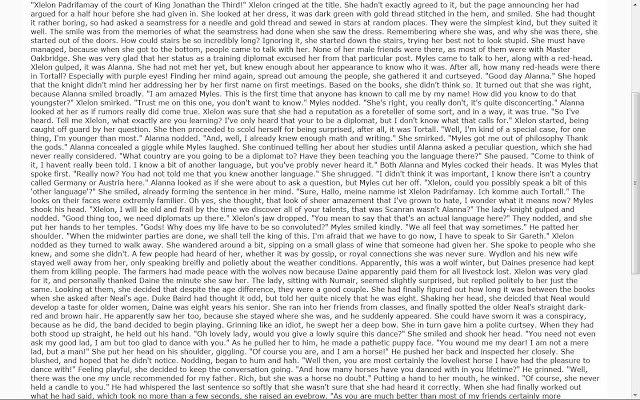 "Xlelon Padrifamay of the court of King Jonathan the Third!" Xlelon cringed at the title. She hadn't exactly agreed to it, but the page announcing her had
argued for a half hour before she had given in. She looked at her dress, it was dark green with gold thread stitched in the hem, and smiled. She had thought
it rather boring, so had asked a seamstress for a needle and gold thread and sewed in stars at random places. They were the simplest kind, but they suited it
well. The smile was from the memories of what the seamstress had done when she saw the dress. Remembering where she was, and why she was there, she
started out of the doors. How could stairs be so incredibly long? Ignoring it, she started down the stairs, trying her best not to look stupid. She must have
managed, because when she got to the bottom, people came to talk with her. None of her male friends were there, as most of them were with Master
Oakbridge. She was very glad that her status as a training diplomat excused her from that particular post. Myles came to talk to her, along with a red-head.
Xlelon gulped, it was Alanna. She had not met her yet, but knew enough about her appearance to know who it was. After all, how many red-heads were there
in Tortall? Especially with purple eyes! Finding her mind again, spread out amoung the people, she gathered it and curtseyed. "Good day Alanna." She hoped
that the knight didn't mind her addressing her by her first name on first meetings. Based on the books, she didn't think so. It turned out that she was right,
because Alanna smiled broadly. "I am amazed Myles. This is the first time that anyone has known to call me by my name! How did you know to do that
youngster?" Xlelon smirked. "Trust me on this one, you don't want to know." Myles nodded. "She's right, you really don't, it's quite disconcerting." Alanna
looked at her as if rumors really did come true. Xlelon was sure that she had a reputation as a foreteller of some sort, and in a way, it was true. "So I've
heard. Tell me Xlelon, what exactly are you learning? I've only heard that your to be a diplomat, but I don't know what that calls for." Xlelon started, being
caught off guard by her question. She then proceeded to scold herself for being surprised, after all, it was Tortall. "Well, I'm kind of a special case, for one
thing, I'm younger than most." Alanna nodded. "And, well, I already knew enough math and writing." She smirked. "Myles got me out of philosophy Thank
the gods." Alanna concealed a giggle while Myles laughed. She continued telling her about her studies until Alanna asked a peculiar question, which she had
never really considered. "What country are you going to be a diplomat to? Have they been teaching you the language there?" She paused. "Come to think of
it, I havent really been told. I know a bit of another language, but you've probly never heard it." Both Alanna and Myles cocked their heads. It was Myles that
spoke first. "Really now? You had not told me that you knew another language." She shrugged. "I didn't think it was important, I know there isn't a country
called Germany or Austria here." Alanna looked as if she were about to ask a question, but Myles cut her off. "Xlelon, could you possibly speak a bit of this
'other language'?" She smiled, already forming the sentence in her mind. "Sure, Hallo, meine namme ist Xlelon Padrifamay. Ich komme auch Tortall." The
looks on their faces were extremely familier. Oh yes, she thought, that look of sheer amazement that I've grown to hate, I wonder what it means now? Myles
shook his head. "Xlelon, I will be old and frail by the time we discover all of your talents, that was Scanran wasn't Alanna?" The lady-knight gulped and
nodded. "Good thing too, we need diplomats up there." Xlelon's jaw dropped. "You mean to say that that's an actual language here?" They nodded, and she
put her hands to her temples. "Gods! Why does my life have to be so convoluted?" Myles smiled kindly, "We all feel that way sometimes." He patted her
shoulder. "When the midwinter parties are done, we shall tell the king of this. I'm afraid that we have to go now, I have to speak to Sir Gareth." Xlelon
nodded as they turned to walk away. She wandered around a bit, sipping on a small glass of wine that someone had given her. She spoke to people who she
knew, and some she didn't. A few people had heard of her, whether it was by gossip, or royal connections she was never sure. Wydlon and his new wife
stayed well away from her, only speaking breifly and politely about the weather conditions. Apparently, this was a wolf winter, but Daines presence had kept
them from killing people. The farmers had made peace with the wolves now because Daine apparently paid them for all livelock lost. Xlelon was very glad
for it, and personally thanked Daine the minute she saw her. The lady, sitting with Numair, seemed slightly surprised, but replied politely to her just the
same. Looking at them, she decided that despite the age difference, they were a good couple. She had finally figured out how long it was between the books
when she asked after Neal's age. Duke Baird had thought it odd, but told her quite nicely that he was eight. Shaking her head, she deicded that Neal would
develop a taste for older women, Daine was eight years his senior. She ran into her friends from classes, and finally spotted the older Neal's straight dark-
red and brown hair. He apparently saw her too, because she stayed where she was, and he suddenly appeared. She could have sworn it was a conspiracy,
because as he did, the band decided to begin playing. Grinning like an idiot, he swept her a deep bow. She in turn gave him a polite curtsey. When they had
both stood up straight, he held out his hand. "Oh lovely lady, would you give a lowly squire this dance?" She smiled and shook her head. "You need not even
ask my good lad, I am but too glad to dance with you." As he pulled her to him, he made a pathetic puppy face. "You wound me my dear! I am not a mere
lad, but a man!" She put her head on his shoulder, giggling. "Of course you are, and I am a horse!" He pushed her back and inspected her closely. She
blushed, and hoped that he didn't notice. Nodding, began to hum and hah. "Well then, you are most certainly the loveliest horse I have had the pleasure to
dance with!" Feeling playful, she decided to keep the conversation going. "And how many horses have you danced with in you lifetime?" He grinned. "Well,
there was the one my uncle recommended for my father. Rich, but she was a horse no doubt." Putting a hand to her mouth, he winked. "Of course, she never
held a candle to you." He had whispered the last sentence so softly that she wasn't sure that she had heard it correctly. When she had finally worked out
what he had said, which took no more than a few seconds, she raised an eyebrow. "As you are much better than most of my friends certainly more